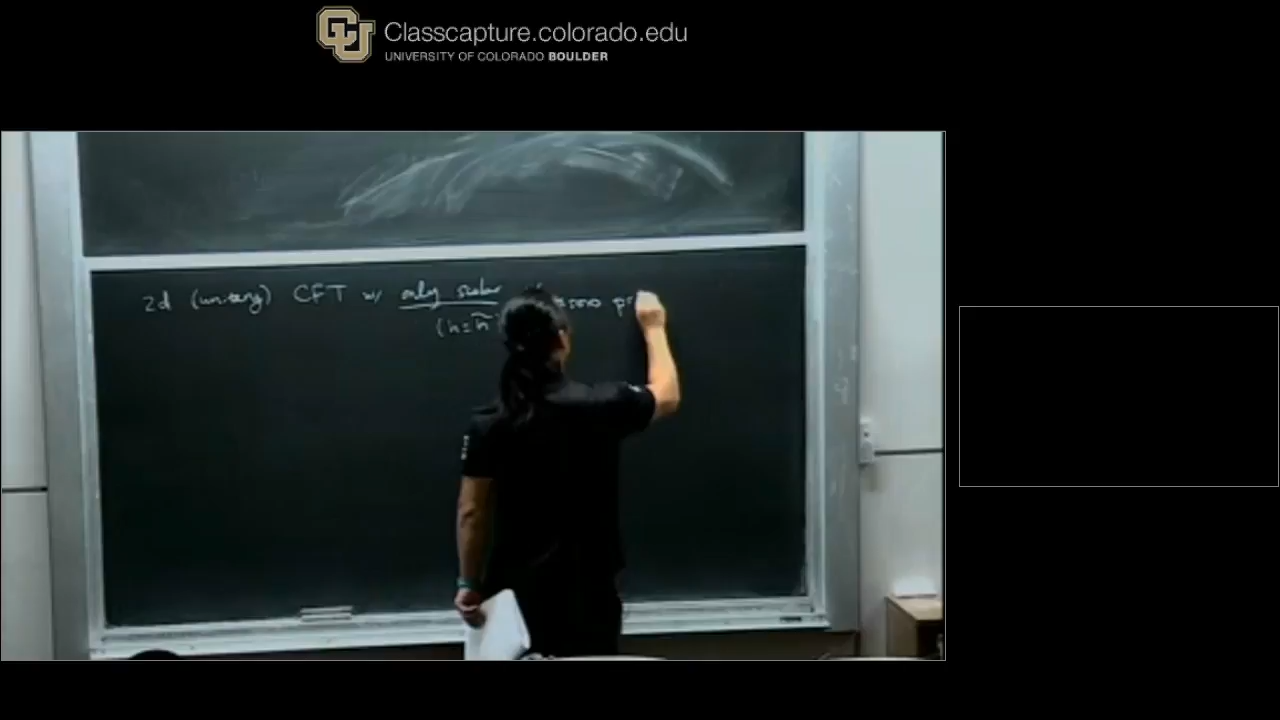 Classcapture.colorado.edu
UNIVERSITY OF COLORADO BOULDER
2d (unitary) CFT w/ only scalar
(h = h̃